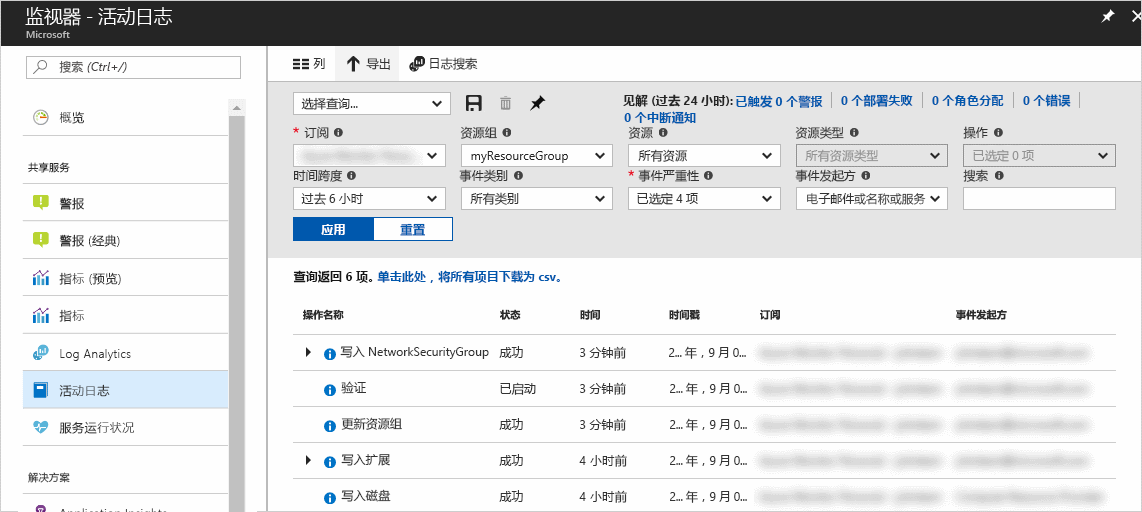 监视器 - 活动日志
Microsoft
搜索 (Ctrl+/)
概览
共享服务
警报
警报 (经典)
指标 (预览)
指标
Log Analytics
活动日志
服务运行状况
解决方案
Application Insights
列 导出 日志搜索
选择查询...
见解 (过去 24 小时): 已触发 0 个警报 0 个部署失败 0 个角色分配 0 个错误
0 个中断通知
* 订阅 资源组 资源 资源类型 操作
myResourceGroup 所有资源 所有资源类型 已选定 0 项
时间跨度 事件类别 * 事件严重性 事件发起方 搜索
过去 6 小时 所有类别 已选定 4 项 电子邮件或名称或服务
应用 重置
查询返回 6 项。单击此处，将所有项目下载为 csv。
操作名称 状态 时间 时间戳 订阅 事件发起方
写入 NetworkSecurityGroup 成功 3 分钟前 2... 年，9 月 0...
验证 已启动 3 分钟前 2... 年，9 月 0...
更新资源组 成功 3 分钟前 2... 年，9 月 0...
写入扩展 成功 4 小时前 2... 年，9 月 0...
写入磁盘 成功 4 小时前 2... 年，9 月 0...